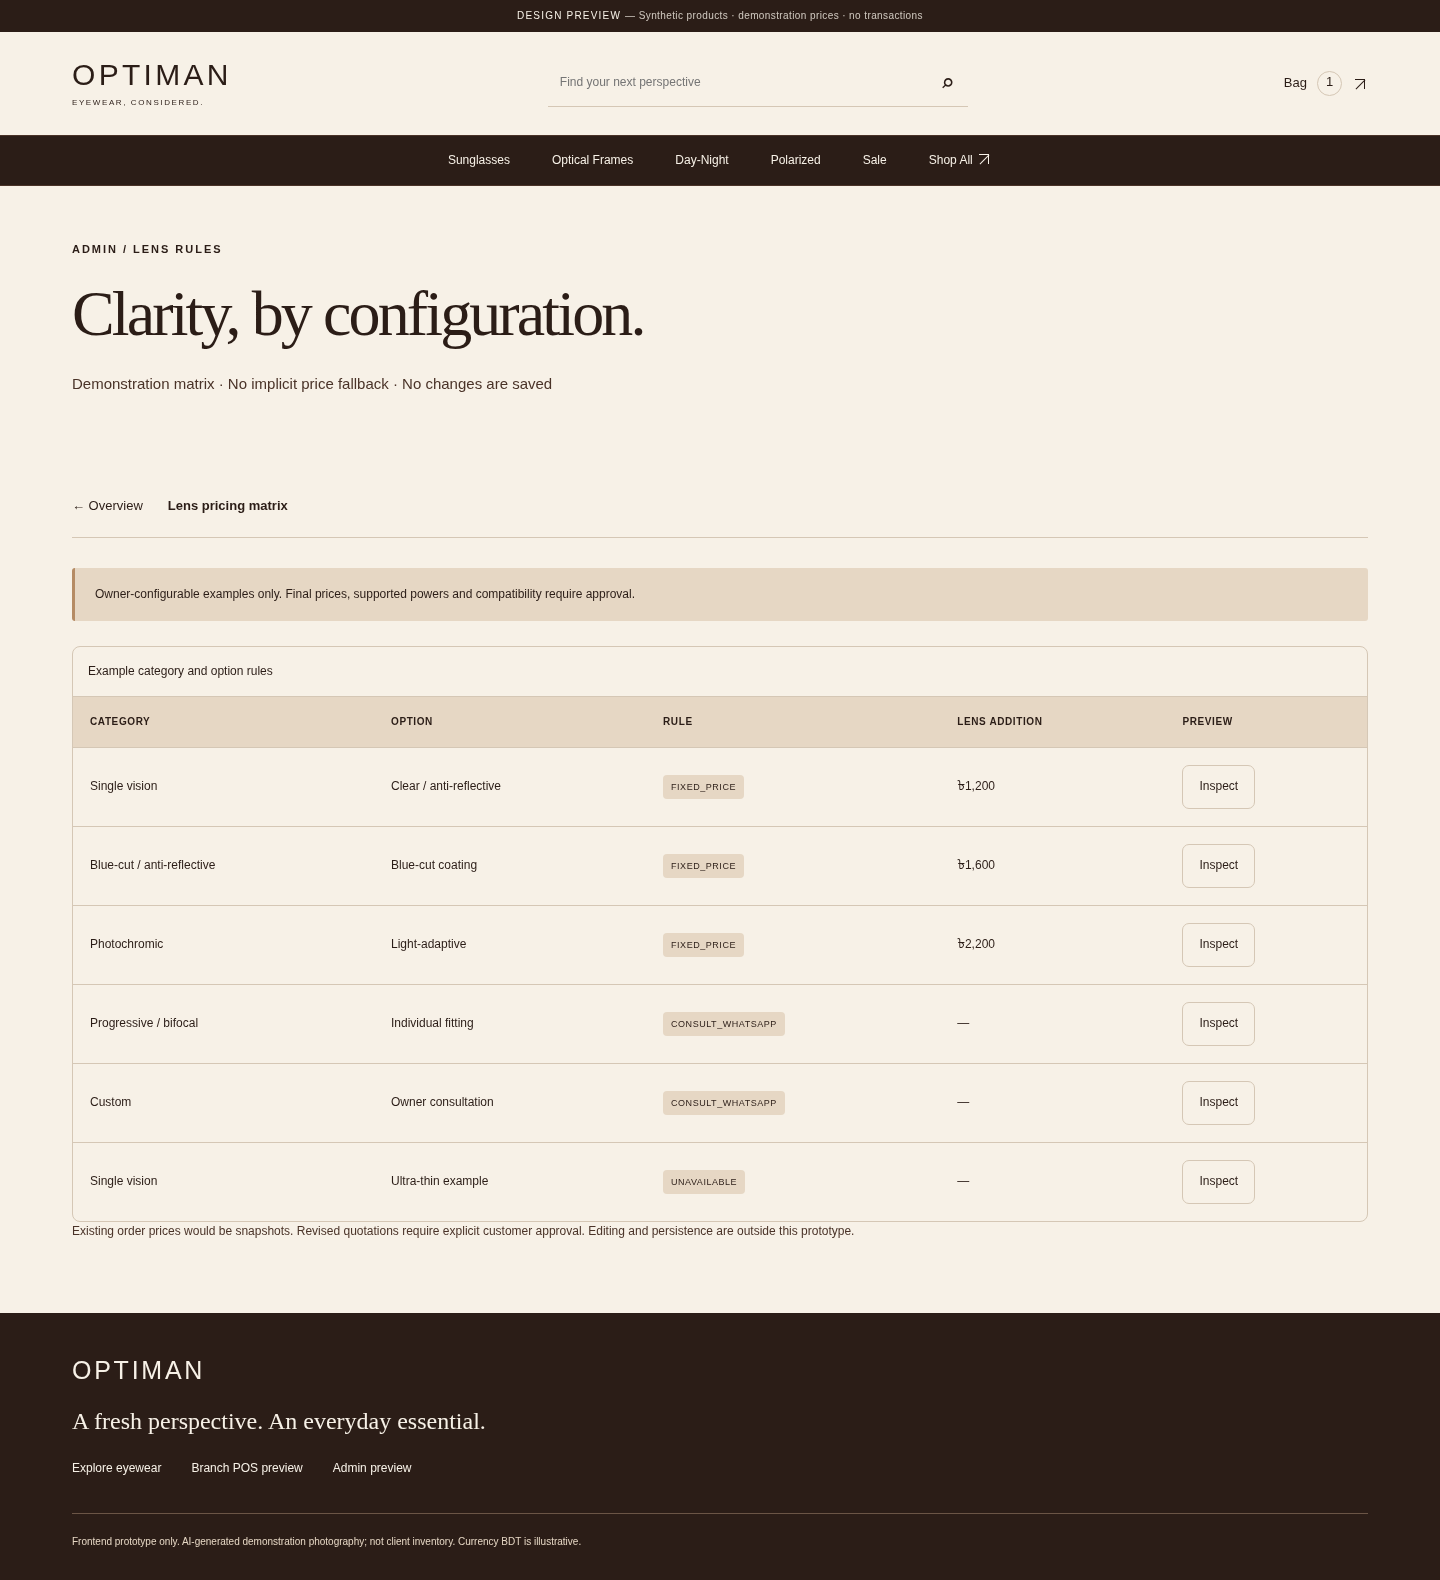 DESIGN PREVIEW — Synthetic products · demonstration prices · no transactions
OPTIMAN
EYEWEAR, CONSIDERED.
Find your next perspective
Bag 1
Sunglasses Optical Frames Day-Night Polarized Sale Shop All
ADMIN / LENS RULES
Clarity, by configuration.
Demonstration matrix · No implicit price fallback · No changes are saved
← Overview Lens pricing matrix
Owner-configurable examples only. Final prices, supported powers and compatibility require approval.
Example category and option rules
CATEGORY OPTION RULE LENS ADDITION PREVIEW
Single vision Clear / anti-reflective FIXED_PRICE ৳1,200 Inspect
Blue-cut / anti-reflective Blue-cut coating FIXED_PRICE ৳1,600 Inspect
Photochromic Light-adaptive FIXED_PRICE ৳2,200 Inspect
Progressive / bifocal Individual fitting CONSULT_WHATSAPP — Inspect
Custom Owner consultation CONSULT_WHATSAPP — Inspect
Single vision Ultra-thin example UNAVAILABLE — Inspect
Existing order prices would be snapshots. Revised quotations require explicit customer approval. Editing and persistence are outside this prototype.
OPTIMAN
A fresh perspective. An everyday essential.
Explore eyewear Branch POS preview Admin preview
Frontend prototype only. AI-generated demonstration photography; not client inventory. Currency BDT is illustrative.